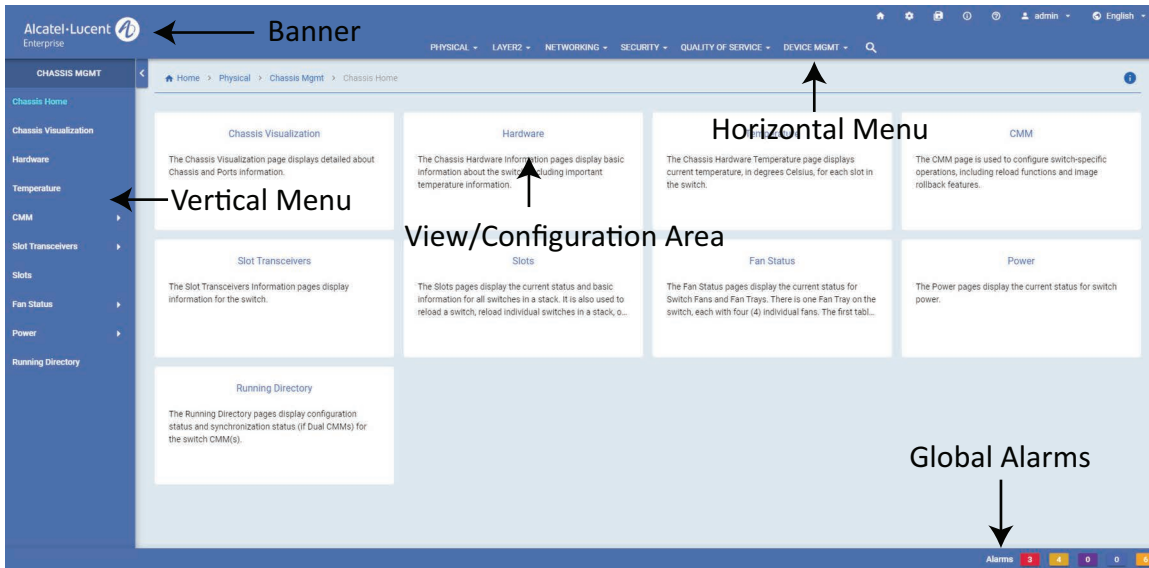 Alcatel·Lucent
Enterprise
Banner
admin
English
PHYSICAL
LAYER2
NETWORKING
SECURITY
QUALITY OF SERVICE
DEVICE MGMT
CHASSIS MGMT
Home > Physical > Chassis Mgmt > Chassis Home
Chassis Home
Chassis Visualization
Hardware
Temperature
CMM
Slot Transceivers
Slots
Fan Status
Power
Running Directory
Vertical Menu
Horizontal Menu
View/Configuration Area
Chassis Visualization
The Chassis Visualization page displays detailed about
Chassis and Ports information.
Hardware
The Chassis Hardware Information pages display basic
information about the switch, including important
temperature information.
Temperature
The Chassis Hardware Temperature page displays
current temperature, in degrees Celsius, for each slot in
the switch.
CMM
The CMM page is used to configure switch-specific
operations, including reload functions and image
rollback features.
Slot Transceivers
The Slot Transceivers Information pages display
information for the switch.
Slots
The Slots pages display the current status and basic
information for all switches in a stack. It is also used to
reload a switch, reload individual switches in a stack, o...
Fan Status
The Fan Status pages display the current status for
Switch Fans and Fan Trays. There is one Fan Tray on the
switch, each with four (4) individual fans. The first tabl...
Power
The Power pages display the current status for switch
power.
Running Directory
The Running Directory pages display configuration
status and synchronization status (if Dual CMMs) for
the switch CMM(s).
Global Alarms
Alarms 3 4 0 0 6